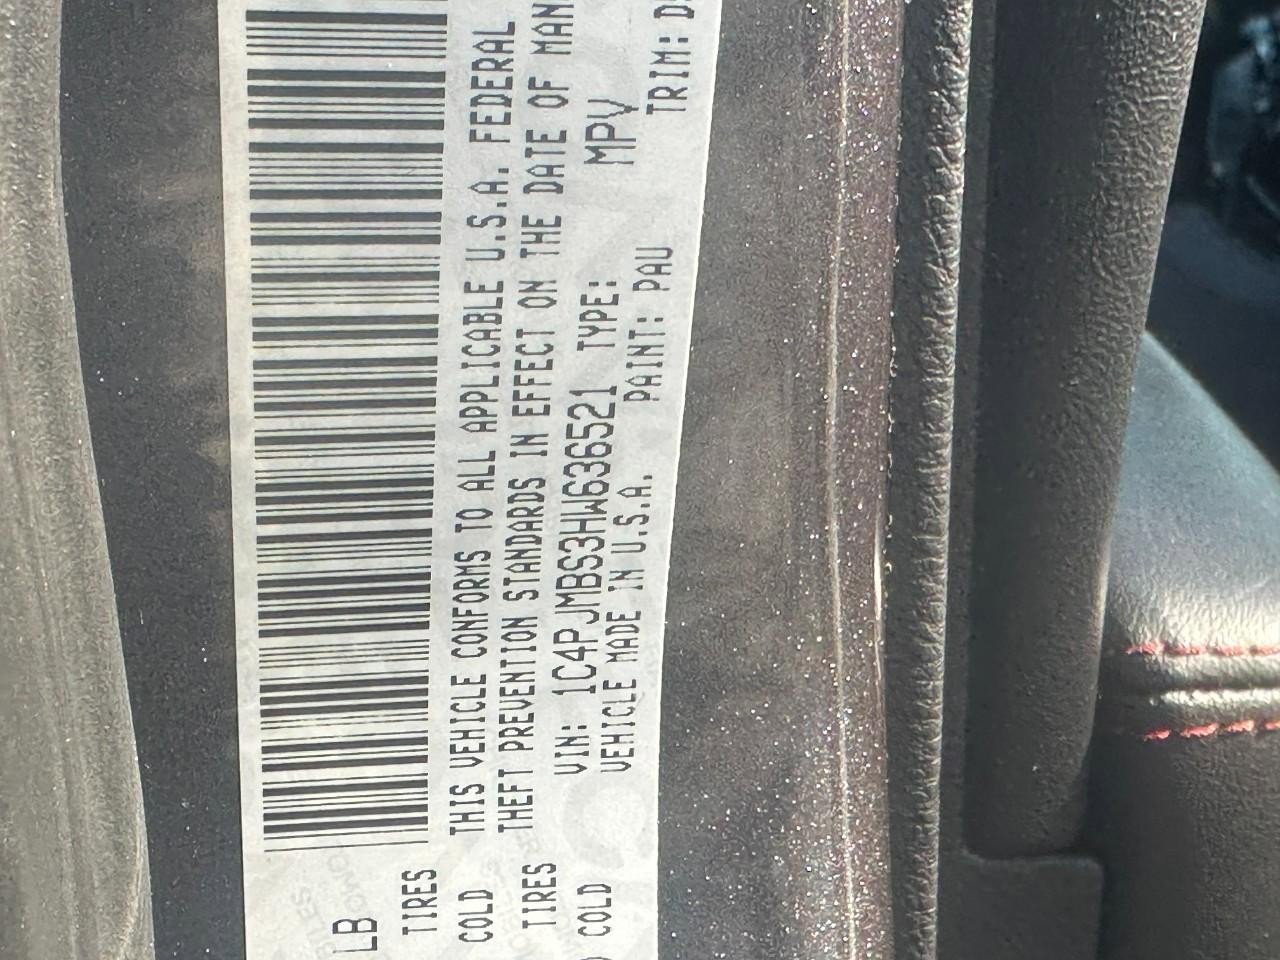 LB
TIRES
COLD
TIRES
COLD
THIS VEHICLE CONFORMS TO ALL APPLICABLE U.S.A. FEDERAL
THEFT PREVENTION STANDARDS IN EFFECT ON THE DATE OF MAN
VIN: 1C4PJMBS3HW636521 TYPE: MPV
VEHICLE MADE IN U.S.A. PAINT: PAU TRIM: